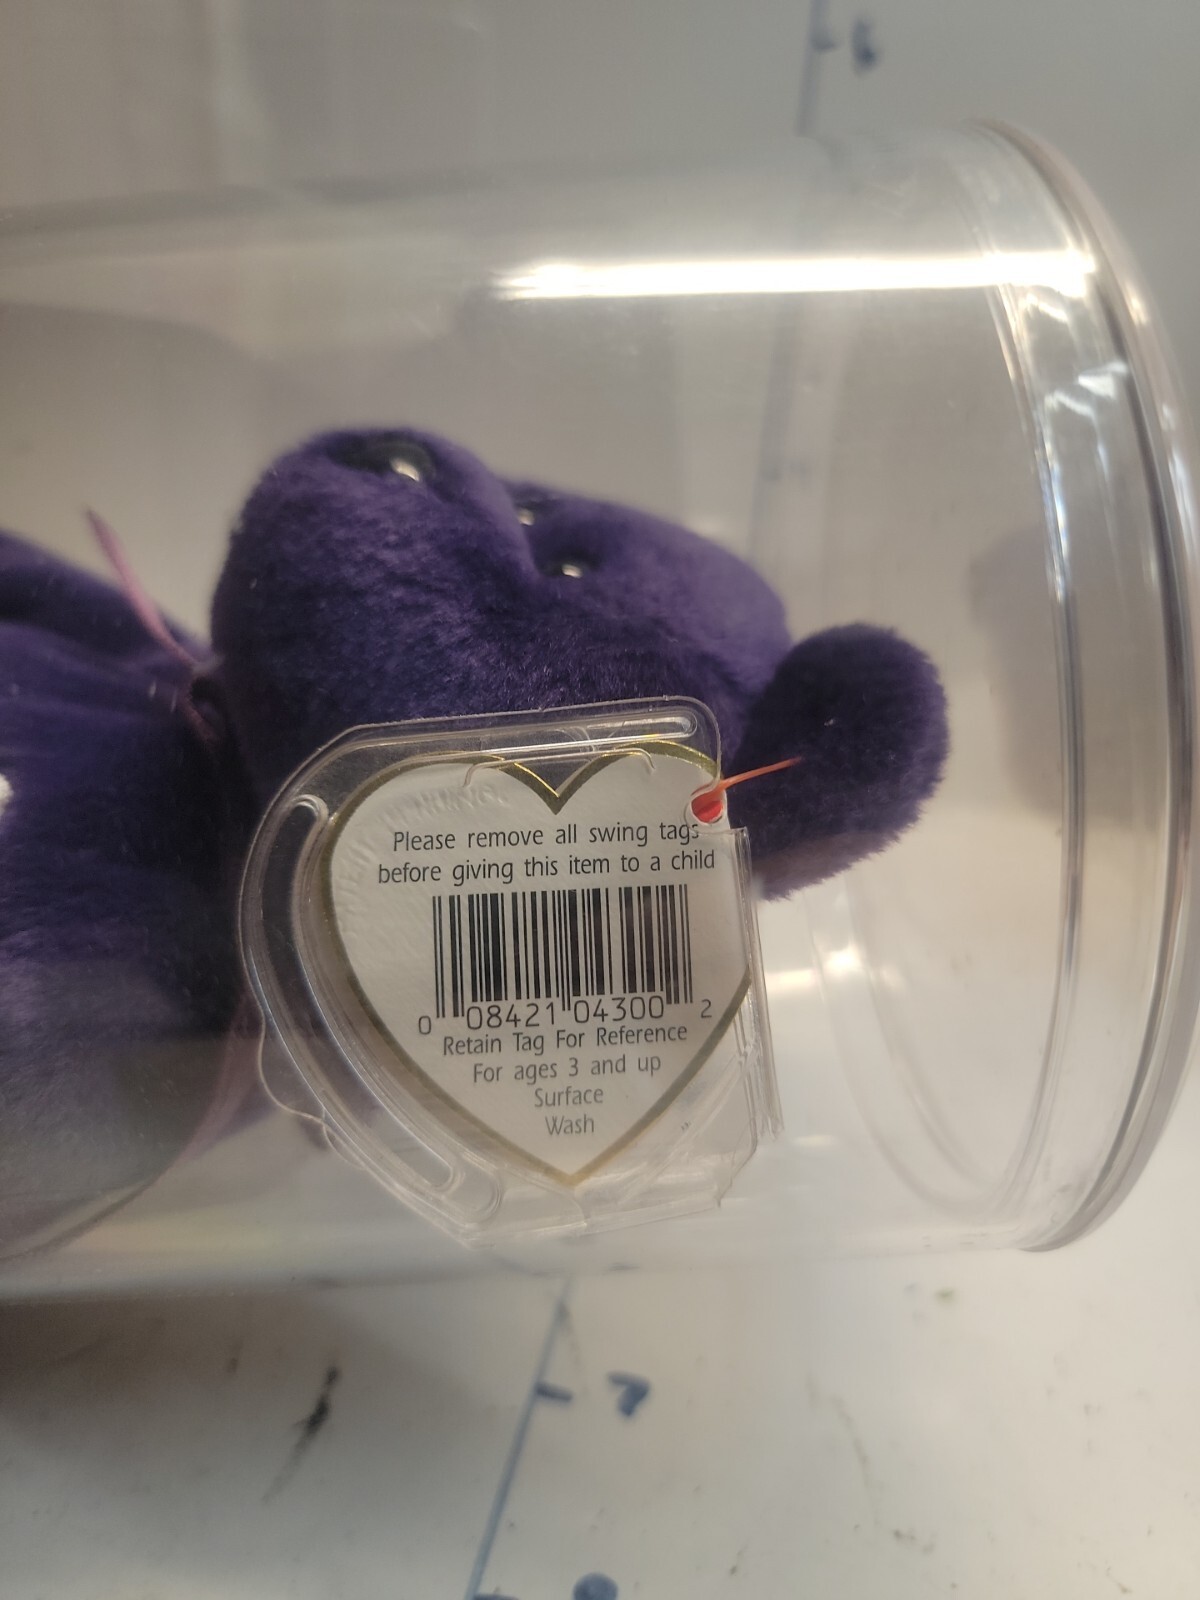 Please remove all swing tags
before giving this item to a child
0 08421 04300 2
Retain Tag For Reference
For ages 3 and up
Surface
Wash